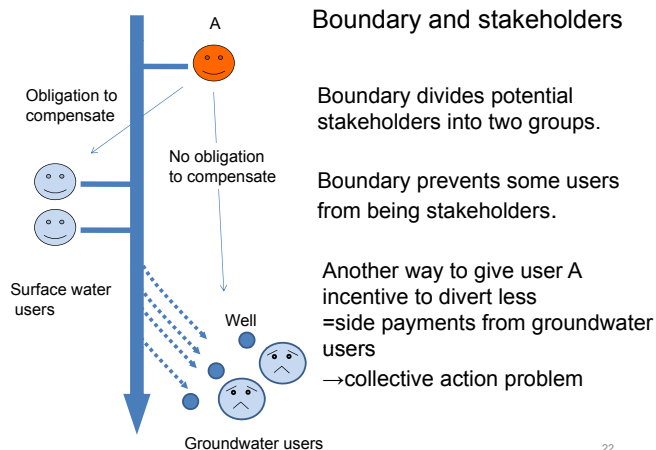 Boundary and stakeholders
A
Obligation to
compensate
No obligation
to compensate
Surface water
users
Well
Groundwater users
Boundary divides potential
stakeholders into two groups.
Boundary prevents some users
from being stakeholders.
Another way to give user A
incentive to divert less
=side payments from groundwater
users
→collective action problem
22